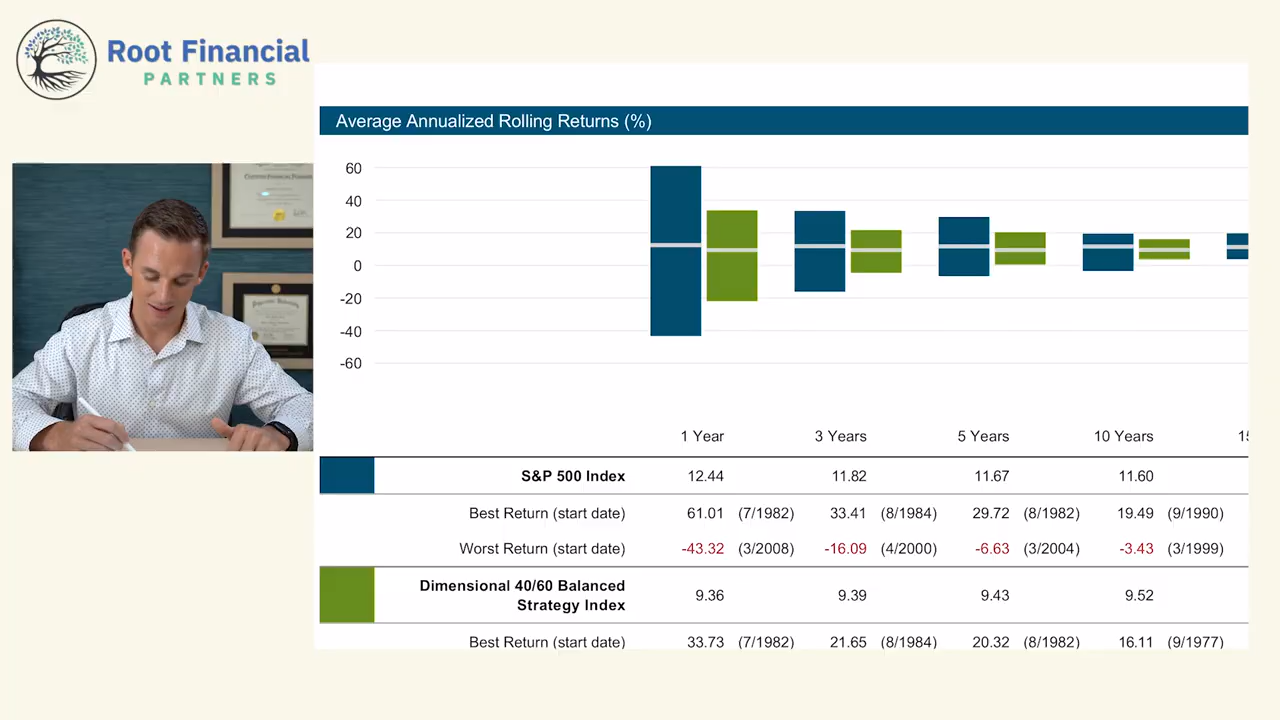 Root Financial
PARTNERS
Average Annualized Rolling Returns (%)
60
40
20
0
-20
-40
-60
1 Year 3 Years 5 Years 10 Years 15
S&P 500 Index 12.44 11.82 11.67 11.60
Best Return (start date) 61.01 (7/1982) 33.41 (8/1984) 29.72 (8/1982) 19.49 (9/1990)
Worst Return (start date) -43.32 (3/2008) -16.09 (4/2000) -6.63 (3/2004) -3.43 (3/1999)
Dimensional 40/60 Balanced
Strategy Index 9.36 9.39 9.43 9.52
Best Return (start date) 33.73 (7/1982) 21.65 (8/1984) 20.32 (8/1982) 16.11 (9/1977)